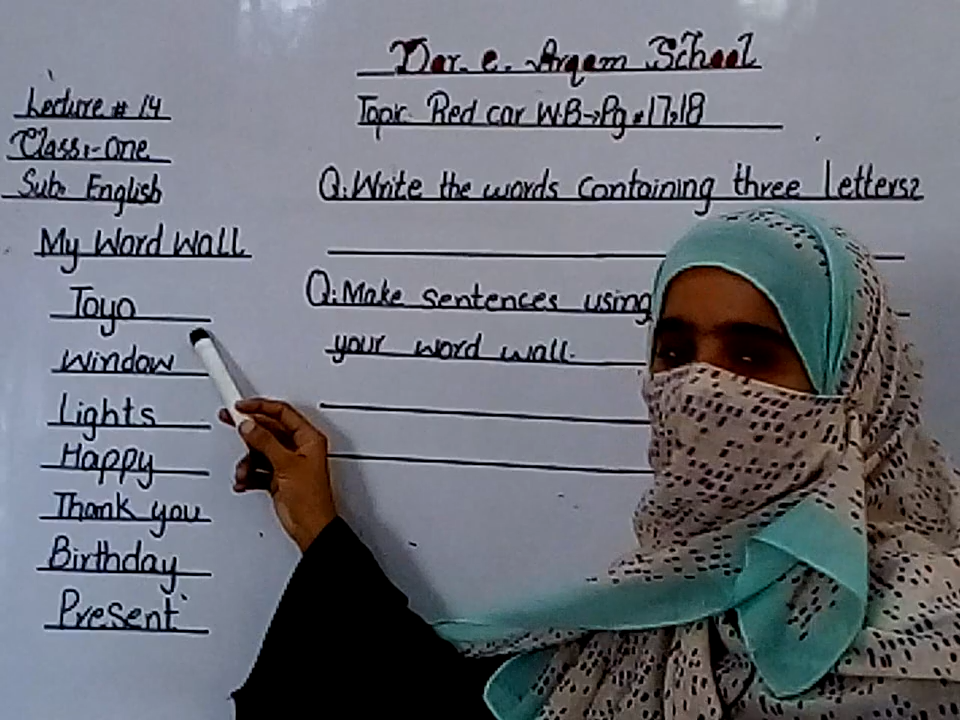 Dar. e. Arqam School
Lecture # 14
Topic Red car W.B→Pg #17,18
Class:-One
Sub: English
Q:Write the words containing three letters?
My Word Wall
Q:Make sentences using
your word wall.
Toyo
Window
Lights
Happy
Thank you
Birthday
Present